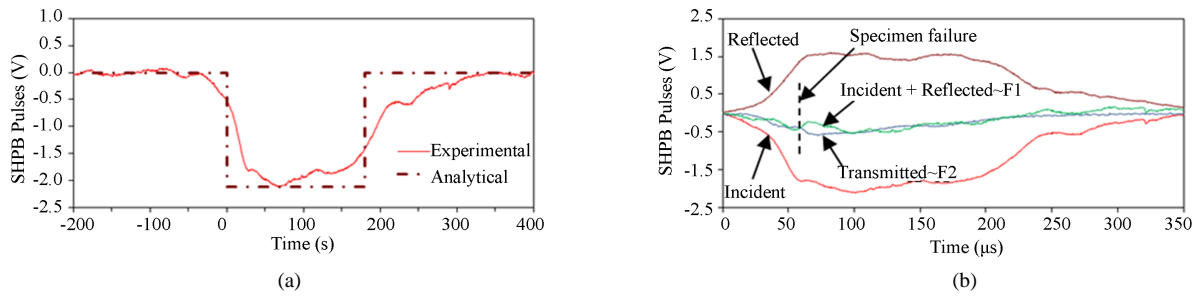 1.0
0.5
0.0
-0.5
-1.0
-1.5
-2.0
-2.5
SHPB Pulses (V)
Experimental
Analytical
-200 -100 0 100 200 300 400
Time (s)
(a)
2.5
1.5
0.5
-0.5
-1.5
-2.5
SHPB Pulses (V)
Specimen failure
Reflected
Incident + Reflected~F1
Transmitted~F2
Incident
0 50 100 150 200 250 300 350
Time (μs)
(b)